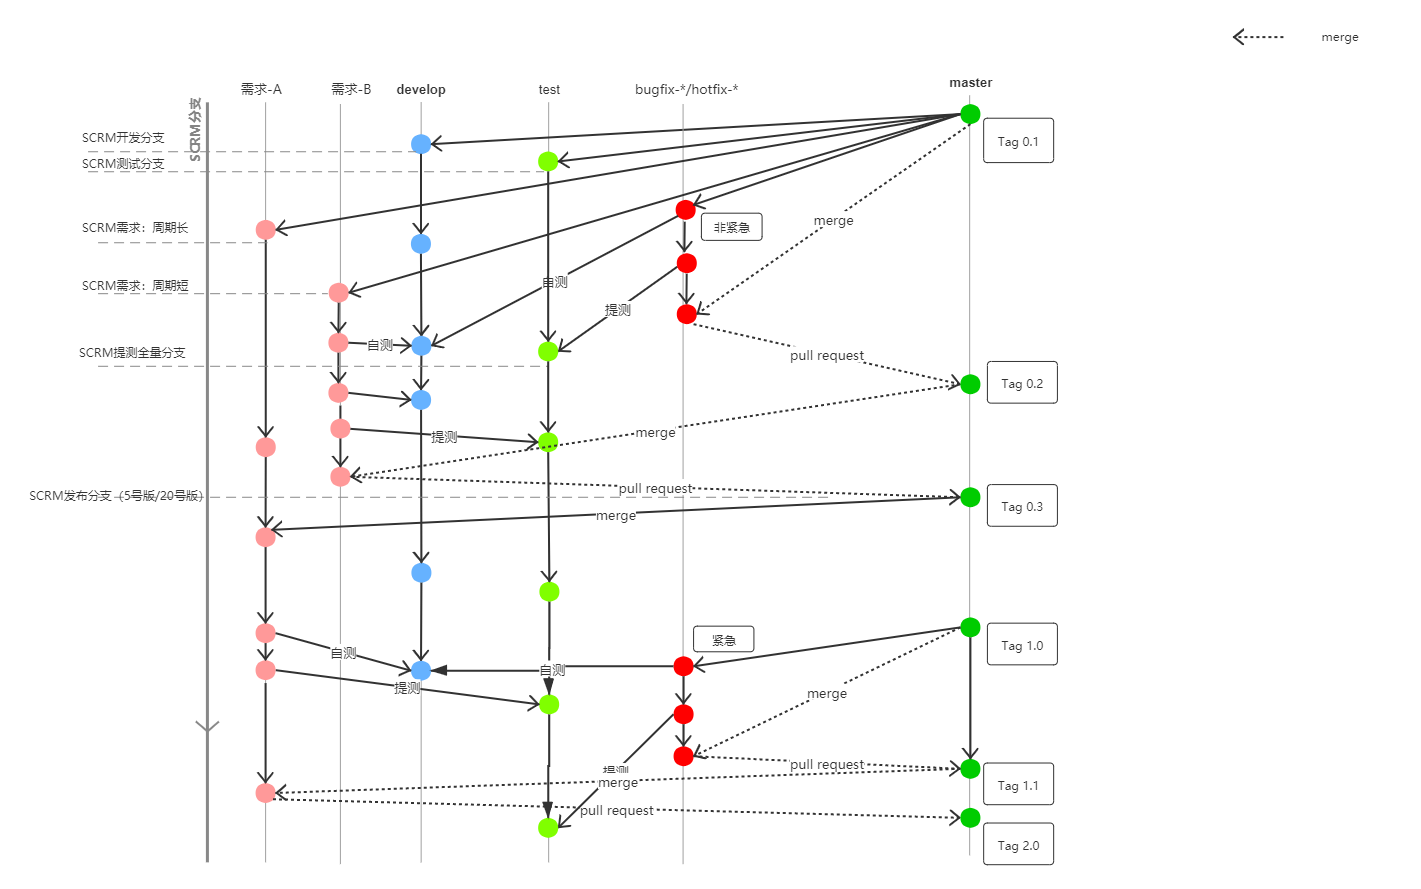 merge
master
需求-A
需求-B
develop
test
bugfix-*/hotfix-*
SCRM分支
SCRM开发分支
Tag 0.1
SCRM测试分支
merge
SCRM需求：周期长
非紧急
自测
SCRM需求：周期短
提测
自测
SCRM提测全量分支
pull request
Tag 0.2
提测
merge
pull request
SCRM发布分支（5号版/20号版）
Tag 0.3
merge
紧急
Tag 1.0
自测
自测
提测
merge
pull request
提测
merge
Tag 1.1
pull request
Tag 2.0